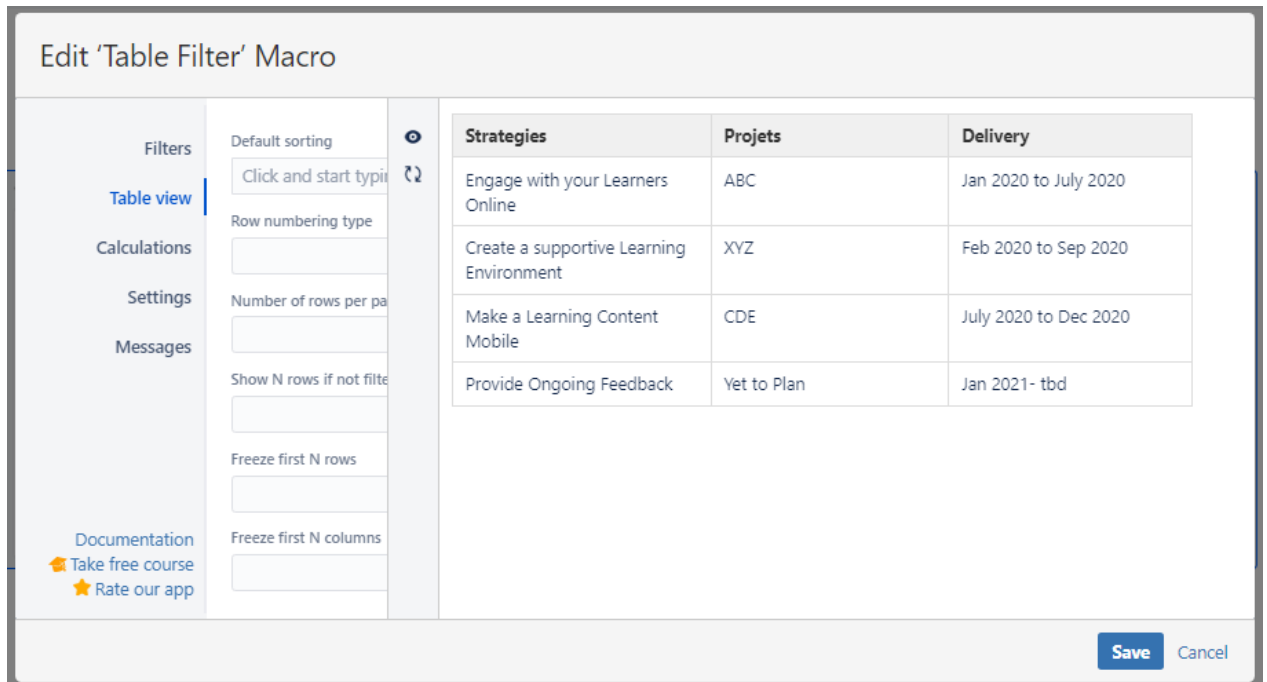 Edit ‘Table Filter’ Macro
Filters
Table view
Calculations
Settings
Messages
Documentation
Take free course
Rate our app
Default sorting
Click and start typin
Row numbering type
Number of rows per pa
Show N rows if not filte
Freeze first N rows
Freeze first N columns
Strategies Projets Delivery
Engage with your Learners ABC Jan 2020 to July 2020
Online
Create a supportive Learning XYZ Feb 2020 to Sep 2020
Environment
Make a Learning Content CDE July 2020 to Dec 2020
Mobile
Provide Ongoing Feedback Yet to Plan Jan 2021- tbd
Save Cancel